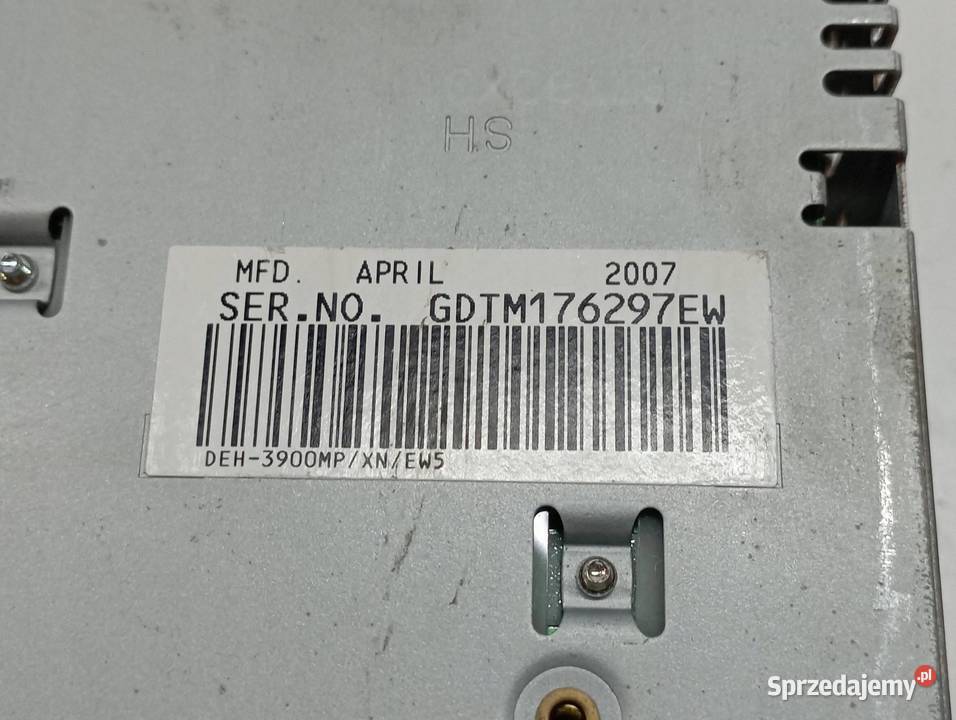 HS
MFD. APRIL 2007
SER.NO. GDTM176297EW
DEH-3900MP/XN/EW5
Sprzedajemy.pl